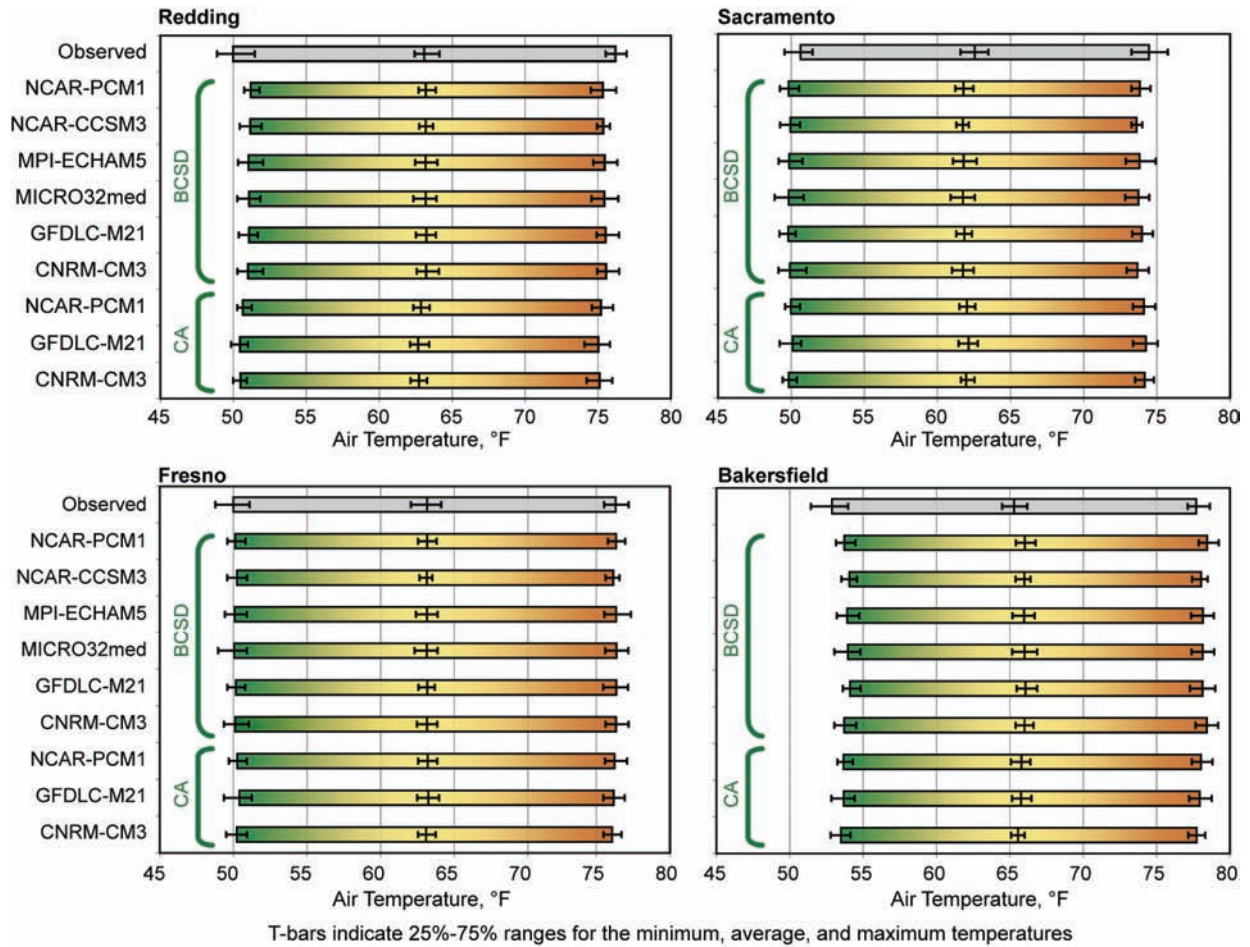 Redding
Sacramento
Observed
NCAR-PCM1
NCAR-CCSM3
MPI-ECHAM5
MICRO32med
GFDLC-M21
CNRM-CM3
NCAR-PCM1
GFDLC-M21
CNRM-CM3
BCSD
CA
BCSD
CA
45 50 55 60 65 70 75 80
45 50 55 60 65 70 75 80
Air Temperature, °F
Air Temperature, °F
Fresno
Bakersfield
Observed
NCAR-PCM1
NCAR-CCSM3
MPI-ECHAM5
MICRO32med
GFDLC-M21
CNRM-CM3
NCAR-PCM1
GFDLC-M21
CNRM-CM3
BCSD
CA
BCSD
CA
45 50 55 60 65 70 75 80
45 50 55 60 65 70 75 80
Air Temperature, °F
Air Temperature, °F
T-bars indicate 25%-75% ranges for the minimum, average, and maximum temperatures